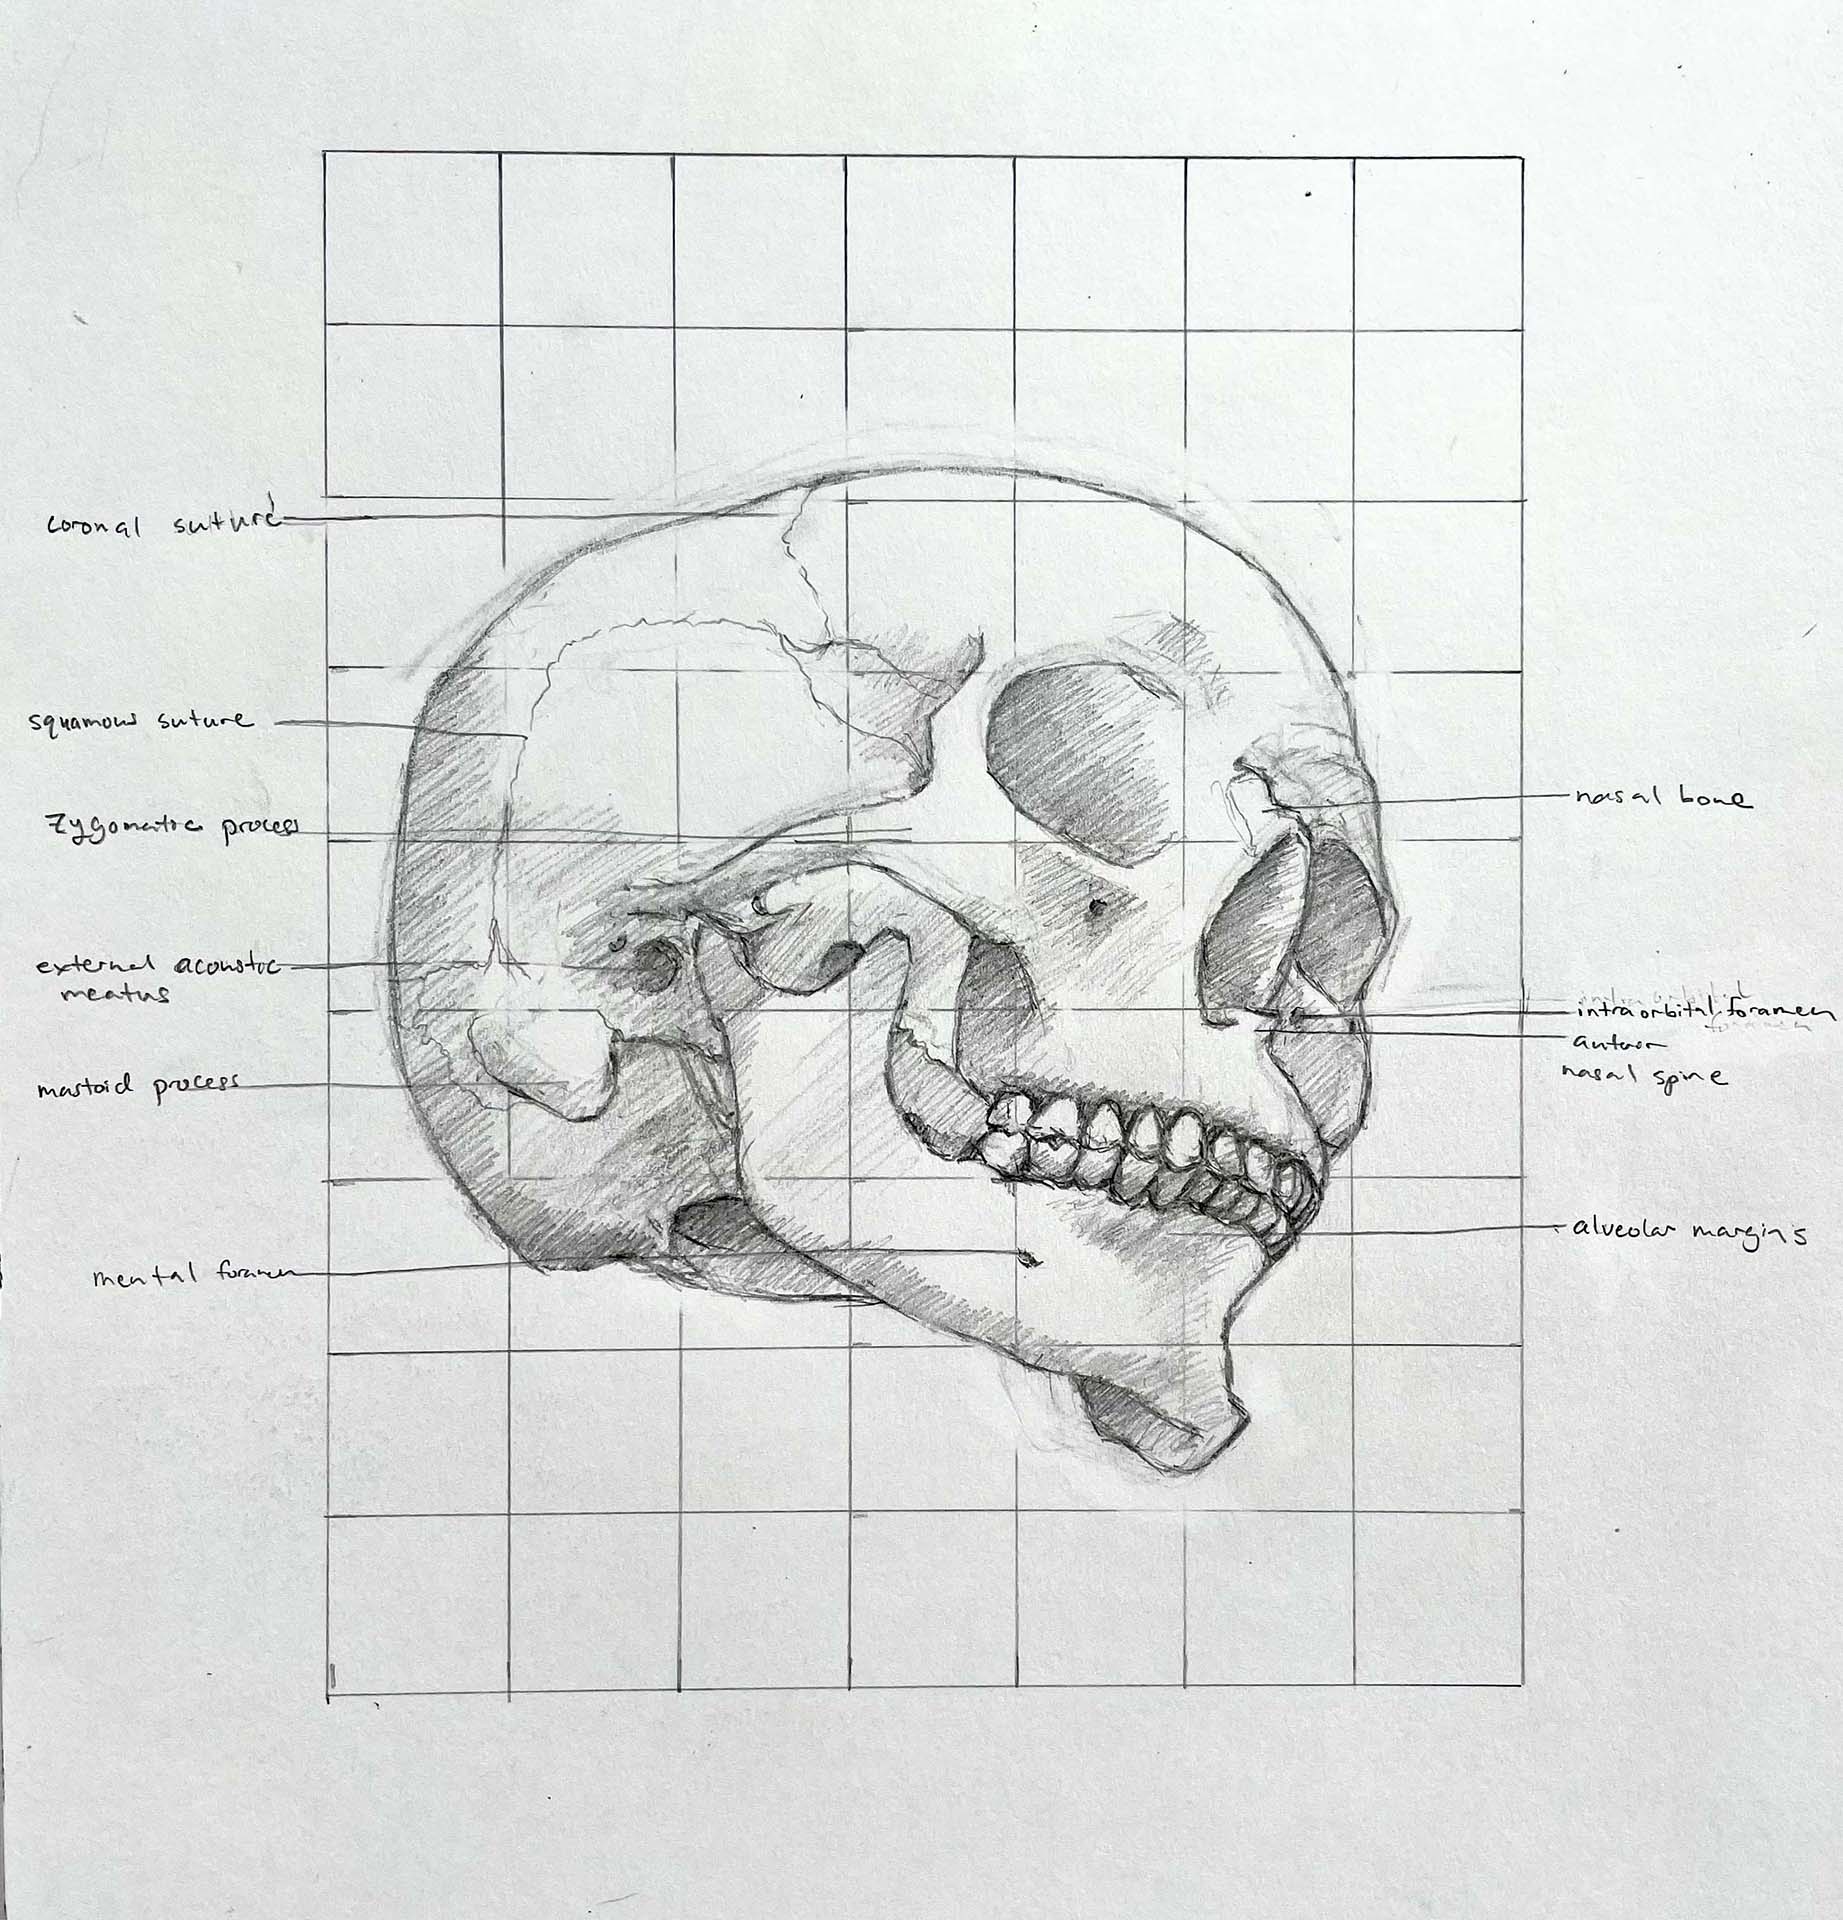 coronal suture
squamous suture
Zygomatic process
external acoustic
meatus
mastoid process
mental foramen
nasal bone
intraorbital foramen
nasal spine
alveolar margins